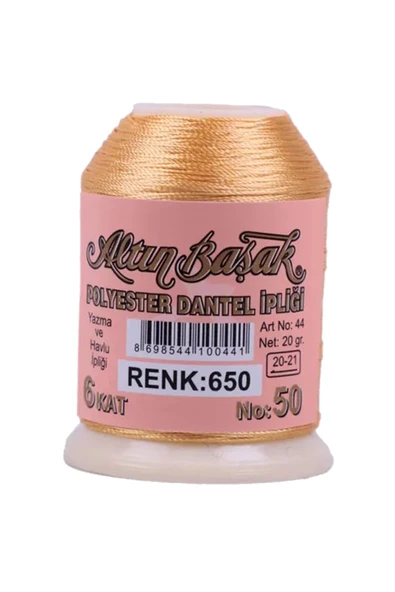 Altın Başak
POLYESTER DANTEL İPLİĞİ
Yazma
ve
Havlu
İpliği
8 698544 100441
Art No: 44
Net: 20 gr.
20-21
RENK:650
6 KAT
No: 50